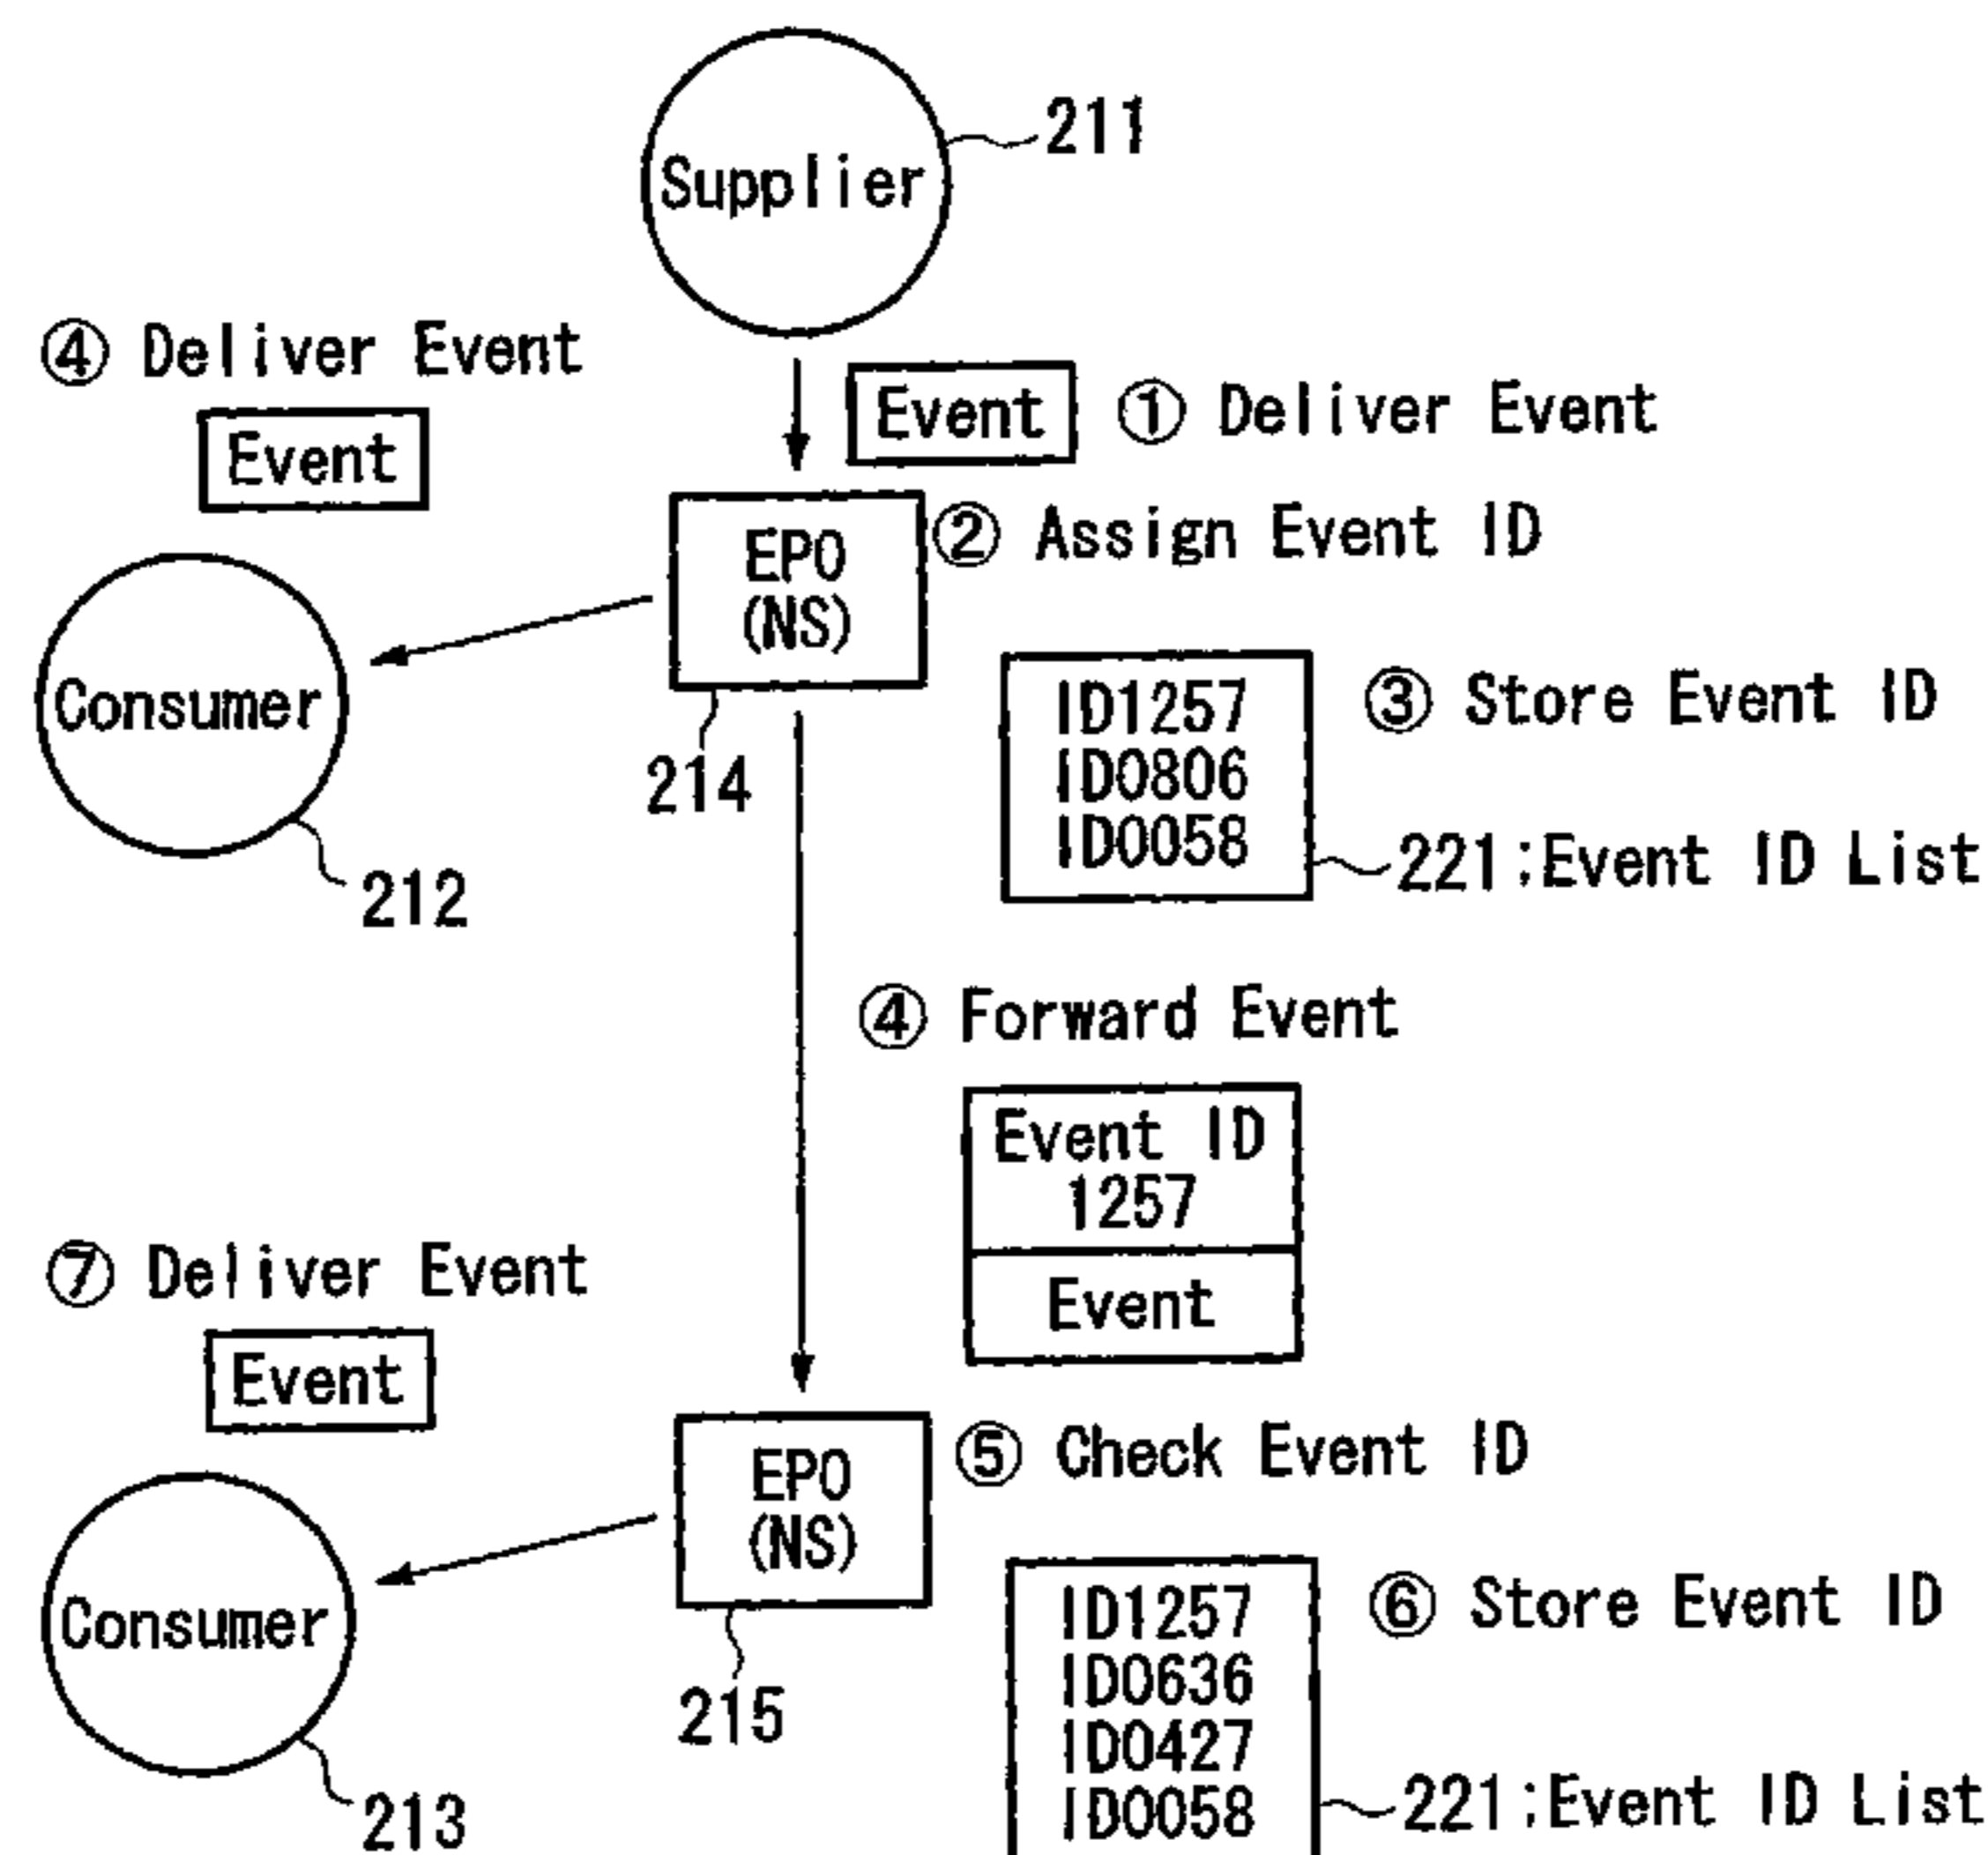 Supplier
211
④ Deliver Event
Event
Event
① Deliver Event
EPO
(NS)
② Assign Event ID
Consumer
212
214
ID1257
ID0806
ID0058
③ Store Event ID
221:Event ID List
④ Forward Event
Event ID
1257
Event
⑦ Deliver Event
Event
EPO
(NS)
⑤ Check Event ID
Consumer
213
215
ID1257
ID0636
ID0427
ID0058
⑥ Store Event ID
221:Event ID List